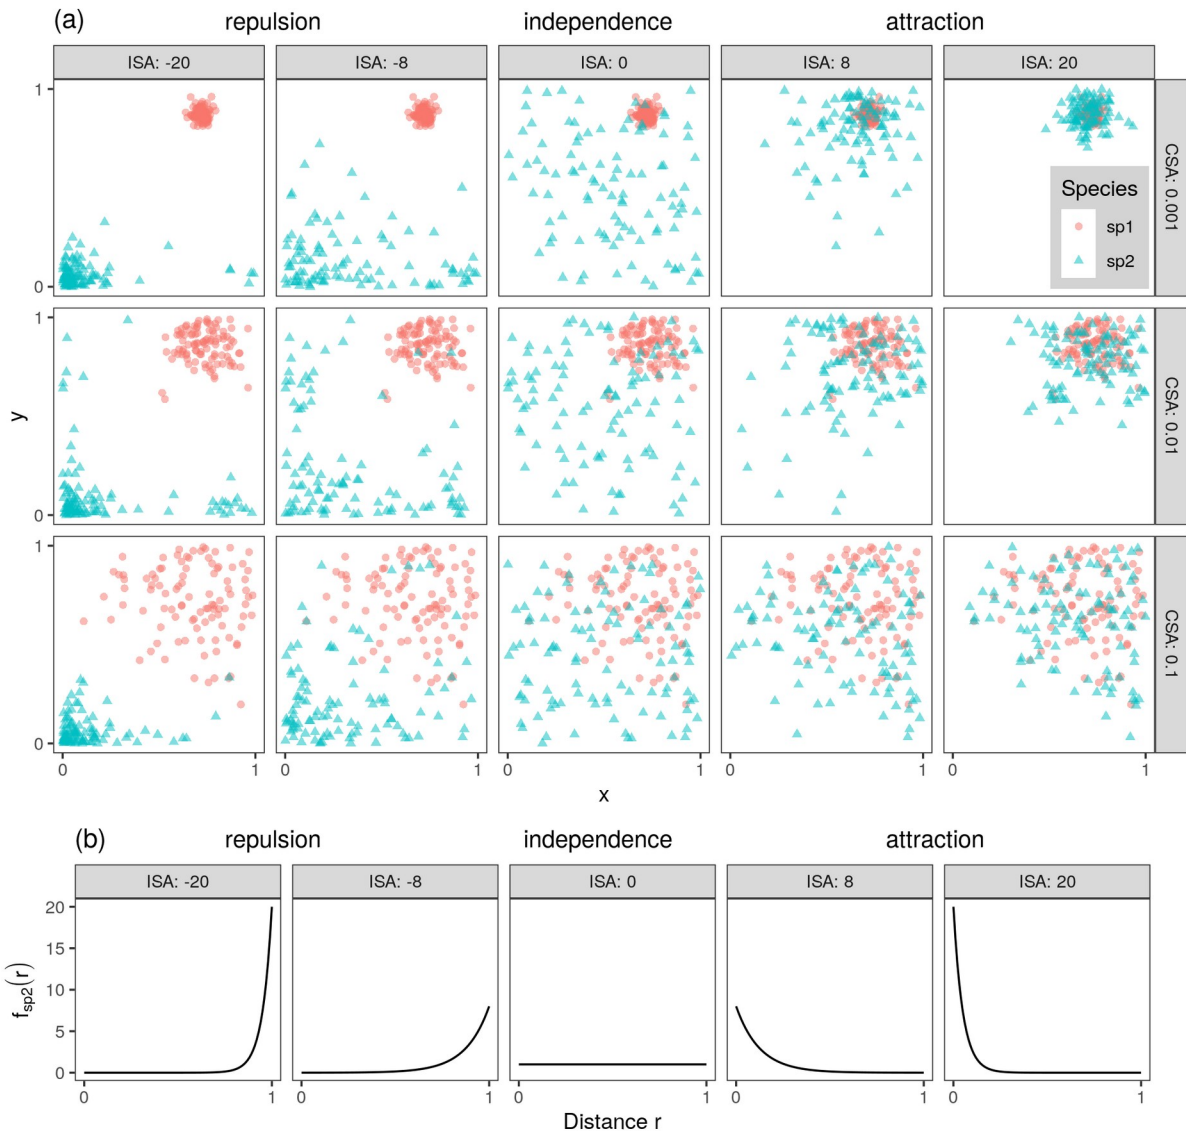 (a) repulsion independence attraction
ISA: -20 ISA: -8 ISA: 0 ISA: 8 ISA: 20
1
0
CSA: 0.001
Species
sp1
sp2
1
0
CSA: 0.01
y
1
0
CSA: 0.1
0 1 0 1 0 1 0 1 0 1
x
(b) repulsion independence attraction
ISA: -20 ISA: -8 ISA: 0 ISA: 8 ISA: 20
20
15
10
5
0
fsp2(r)
0 1 0 1 0 1 0 1 0 1
Distance r